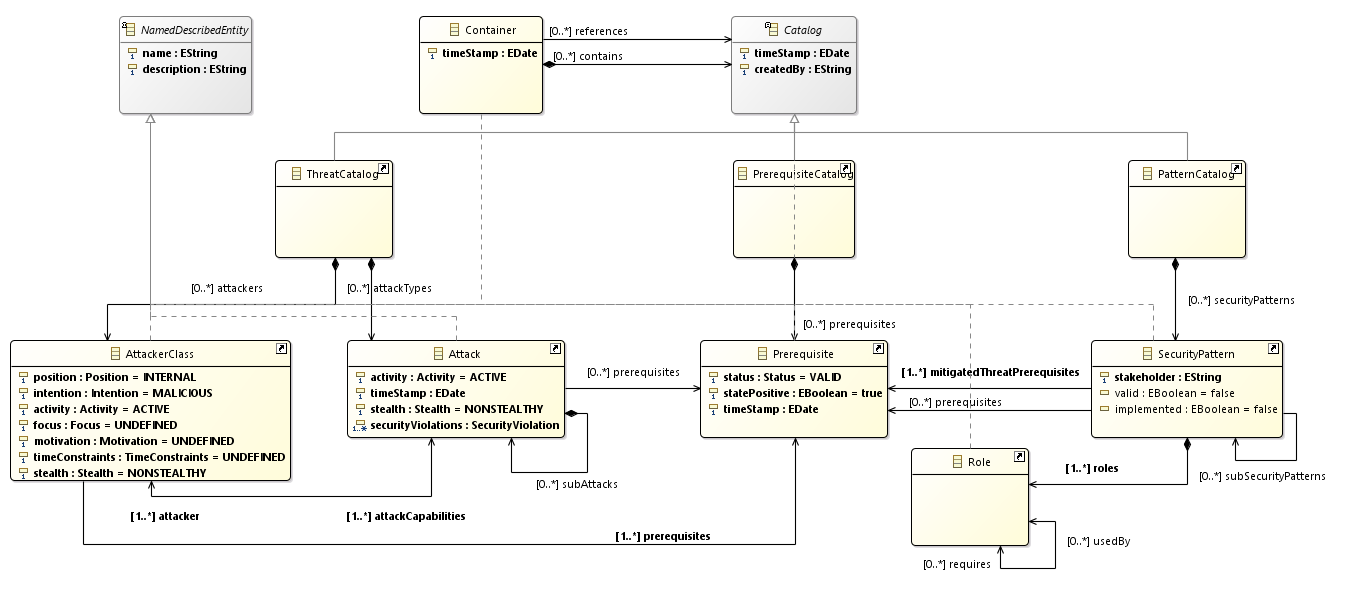 NamedDescribedEntity
name : EString
description : EString
Container
timeStamp : EDate
[0..*] references
[0..*] contains
Catalog
timeStamp : EDate
createdBy : EString
ThreatCatalog
PrerequisiteCatalog
PatternCatalog
[0..*] attackers
[0..*] attackTypes
[0..*] prerequisites
[0..*] securityPatterns
AttackerClass
position : Position = INTERNAL
intention : Intention = MALICIOUS
activity : Activity = ACTIVE
focus : Focus = UNDEFINED
motivation : Motivation = UNDEFINED
timeConstraints : TimeConstraints = UNDEFINED
stealth : Stealth = NONSTEALTHY
Attack
activity : Activity = ACTIVE
timeStamp : EDate
stealth : Stealth = NONSTEALTHY
securityViolations : SecurityViolation
[0..*] prerequisites
Prerequisite
status : Status = VALID
statePositive : EBoolean = true
timeStamp : EDate
[1..*] mitigatedThreatPrerequisites
[0..*] prerequisites
SecurityPattern
stakeholder : EString
valid : EBoolean = false
implemented : EBoolean = false
[0..*] subAttacks
Role
[1..*] roles
[0..*] subSecurityPatterns
[1..*] attacker
[1..*] attackCapabilities
[1..*] prerequisites
[0..*] usedBy
[0..*] requires